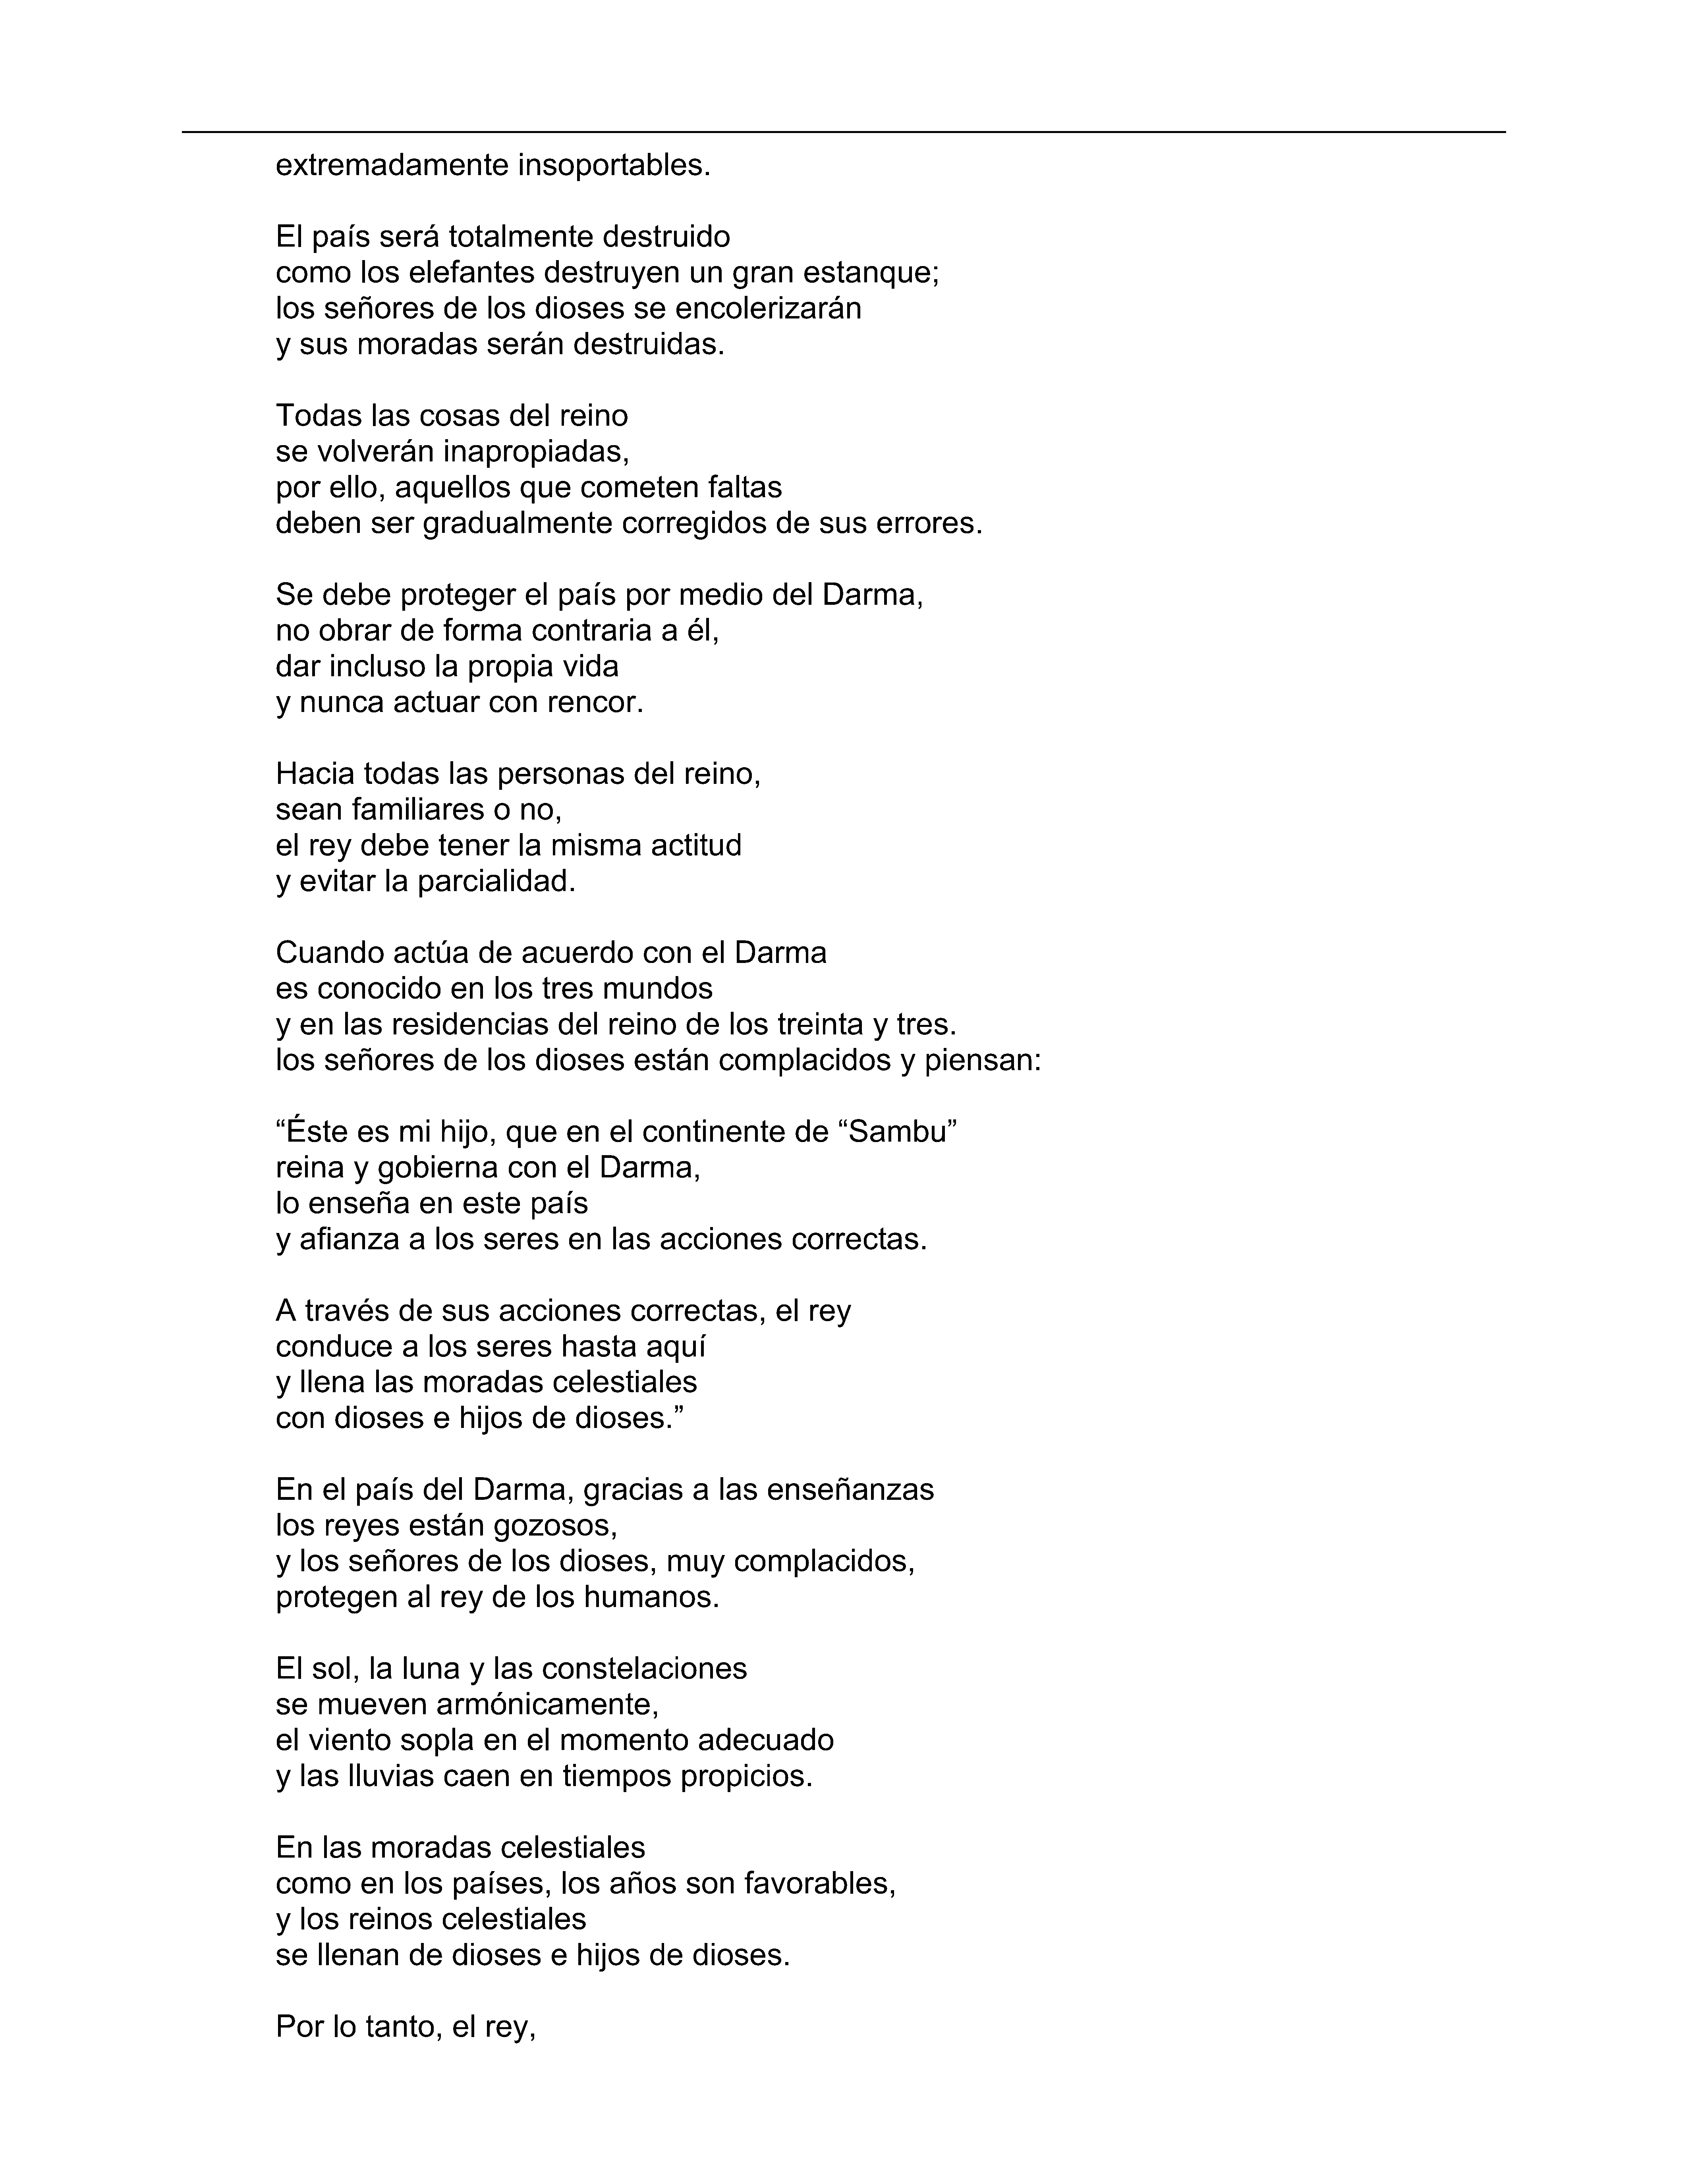 extremadamente insoportables.

El país será totalmente destruido
como los elefantes destruyen un gran estanque;
los señores de los dioses se encolerizarán
y sus moradas serán destruidas.

Todas las cosas del reino
se volverán inapropiadas,
por ello, aquellos que cometen faltas
deben ser gradualmente corregidos de sus errores.

Se debe proteger el país por medio del Darma,
no obrar de forma contraria a él,
dar incluso la propia vida
y nunca actuar con rencor.

Hacia todas las personas del reino,
sean familiares o no,
el rey debe tener la misma actitud
y evitar la parcialidad.

Cuando actúa de acuerdo con el Darma
es conocido en los tres mundos
y en las residencias del reino de los treinta y tres.
los señores de los dioses están complacidos y piensan:

“Éste es mi hijo, que en el continente de “Sambu”
reina y gobierna con el Darma,
lo enseña en este país
y afianza a los seres en las acciones correctas.

A través de sus acciones correctas, el rey
conduce a los seres hasta aquí
y llena las moradas celestiales
con dioses e hijos de dioses.”

En el país del Darma, gracias a las enseñanzas
los reyes están gozosos,
y los señores de los dioses, muy complacidos,
protegen al rey de los humanos.

El sol, la luna y las constelaciones
se mueven armónicamente,
el viento sopla en el momento adecuado
y las lluvias caen en tiempos propicios.

En las moradas celestiales
como en los países, los años son favorables,
y los reinos celestiales
se llenan de dioses e hijos de dioses.

Por lo tanto, el rey,